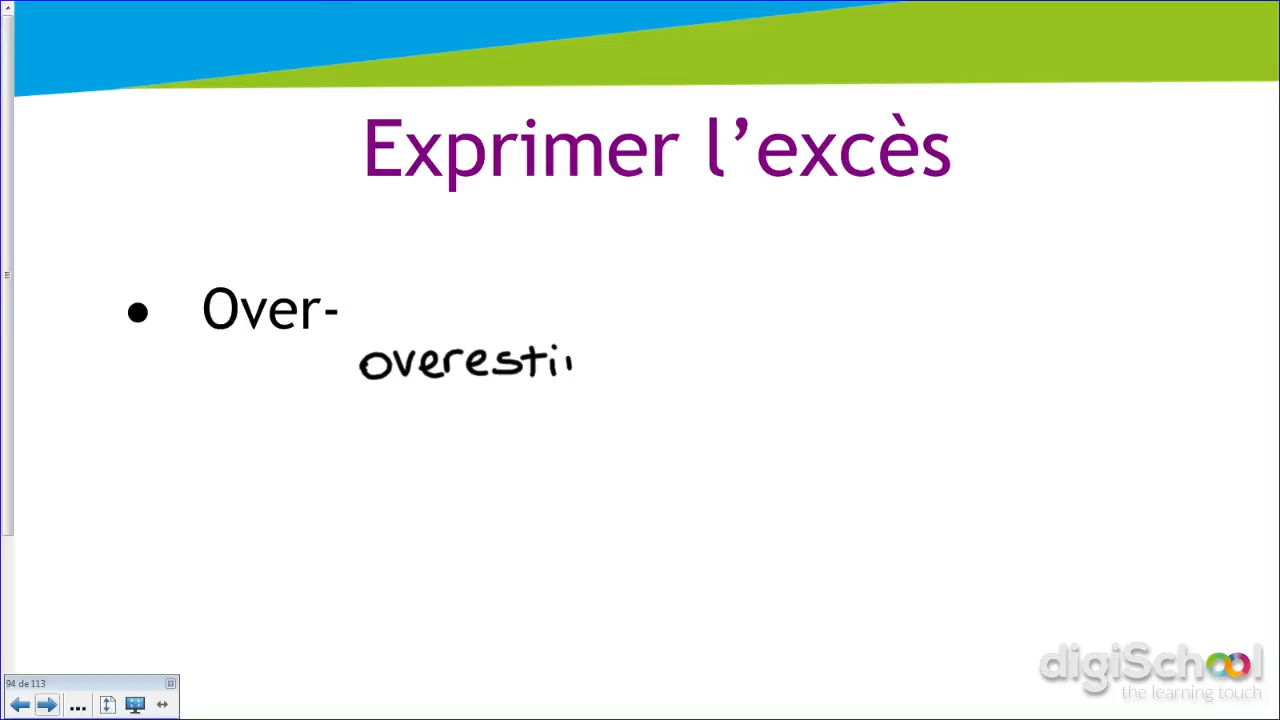 Exprimer l'excès
• Over-
overesti
94 de 113
digiSchool
the learning touch